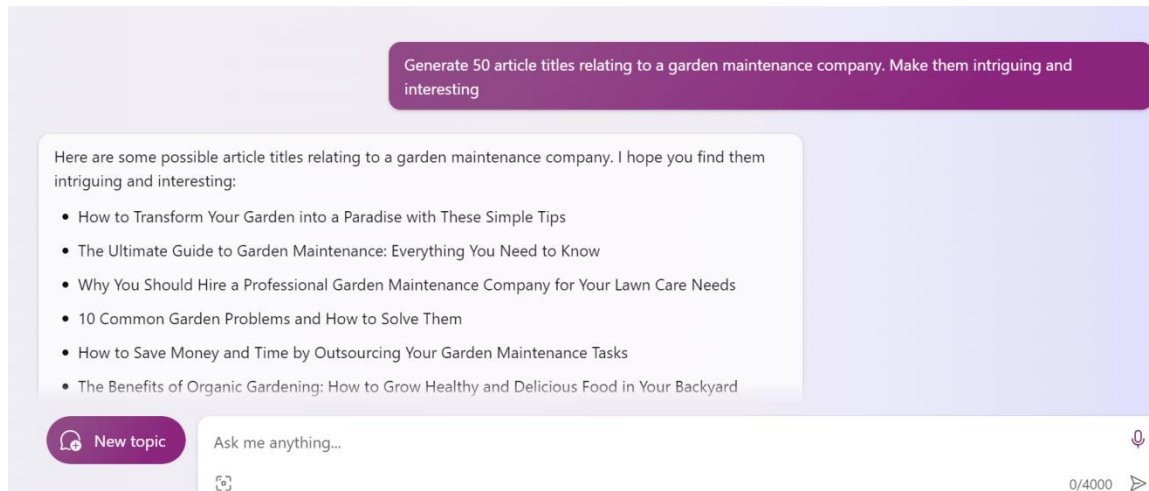 Generate 50 article titles relating to a garden maintenance company. Make them intriguing and
interesting
Here are some possible article titles relating to a garden maintenance company. I hope you find them
intriguing and interesting:
• How to Transform Your Garden into a Paradise with These Simple Tips
• The Ultimate Guide to Garden Maintenance: Everything You Need to Know
• Why You Should Hire a Professional Garden Maintenance Company for Your Lawn Care Needs
• 10 Common Garden Problems and How to Solve Them
• How to Save Money and Time by Outsourcing Your Garden Maintenance Tasks
• The Benefits of Organic Gardening: How to Grow Healthy and Delicious Food in Your Backyard
New topic
Ask me anything...
0/4000